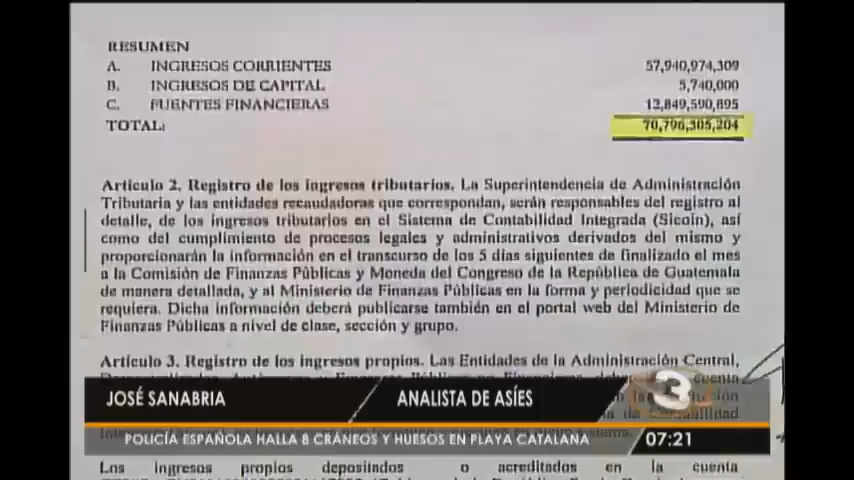 RESUMEN
A. INGRESOS CORRIENTES 57,940,974,309
B. INGRESOS DE CAPITAL 5,740,000
C. FUENTES FINANCIERAS 12,849,590,895
TOTAL: 70,796,305,204
Artículo 2. Registro de los ingresos tributarios. La Superintendencia de Administración
Tributaria y las entidades recaudadoras que correspondan, serán responsables del registro al
detalle, de los ingresos tributarios en el Sistema de Contabilidad Integrada (Sicoin), así
como del cumplimiento de procesos legales y administrativos derivados del mismo y
proporcionarán la información en el transcurso de los 5 días siguientes de finalizado el mes
a la Comisión de Finanzas Públicas y Moneda del Congreso de la República de Guatemala
de manera detallada, y al Ministerio de Finanzas Públicas en la forma y periodicidad que se
requiera. Dicha información deberá publicarse también en el portal web del Ministerio de
Finanzas Públicas a nivel de clase, sección y grupo.
Artículo 3. Registro de los ingresos propios. Las Entidades de la Administración Central,
cuenta
JOSÉ SANABRIA ANALISTA DE ASÍES 3
POLICÍA ESPAÑOLA HALLA 8 CRÁNEOS Y HUESOS EN PLAYA CATALANA 07:21
Los ingresos propios depositados o acreditados en la cuenta